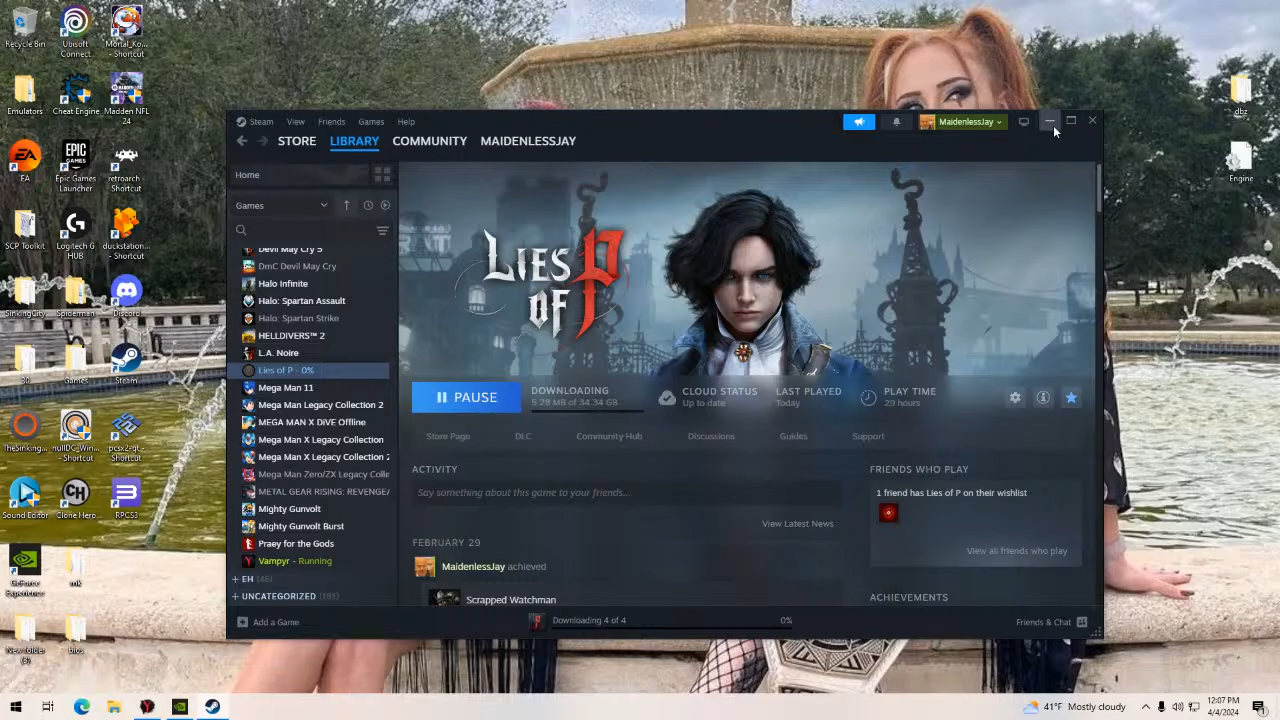 Recycle Bin
Ubisoft
Connect
Mortal_Ko...
- Shortcut
Emulators
Cheat Engine
Madden NFL
24
EA
Epic Games
Launcher
retroarch -
Shortcut
SCP Toolkit
Logitech G
HUB
duckstation...
- Shortcut
SinkingCity
Spiderman
Discord
Games
Steam
TheSinking...
nullDC_Win...
- Shortcut
pcsx2-qt -
Shortcut
Sound Editor
Clone Hero...
RPCS3
GeForce
Experience
mk
New folder
(3)
bios
dbz
Engine
Steam
View
Friends
Games
Help
MaidenlessJay
STORE
LIBRARY
COMMUNITY
MAIDENLESSJAY
Home
Games
Devil May Cry 5
DmC Devil May Cry
Halo Infinite
Halo: Spartan Assault
Halo: Spartan Strike
HELLDIVERS™ 2
L.A. Noire
Lies of P - 0%
Mega Man 11
Mega Man Legacy Collection 2
MEGA MAN X DiVE Offline
Mega Man X Legacy Collection
Mega Man X Legacy Collection 2
Mega Man Zero/ZX Legacy Colle
METAL GEAR RISING: REVENGEA
Mighty Gunvolt
Mighty Gunvolt Burst
Praey for the Gods
Vampyr - Running
+ EH (46)
+ UNCATEGORIZED (181)
LIES
OF P
PAUSE
DOWNLOADING
5.28 MB of 34.34 GB
CLOUD STATUS
Up to date
LAST PLAYED
Today
PLAY TIME
29 hours
Store Page
DLC
Community Hub
Discussions
Guides
Support
ACTIVITY
Say something about this game to your friends...
View Latest News
FEBRUARY 29
MaidenlessJay achieved
Scrapped Watchman
FRIENDS WHO PLAY
1 friend has Lies of P on their wishlist
View all friends who play
ACHIEVEMENTS
Add a Game
Downloading 4 of 4
0%
Friends & Chat
41°F Mostly cloudy
12:07 PM
4/4/2024